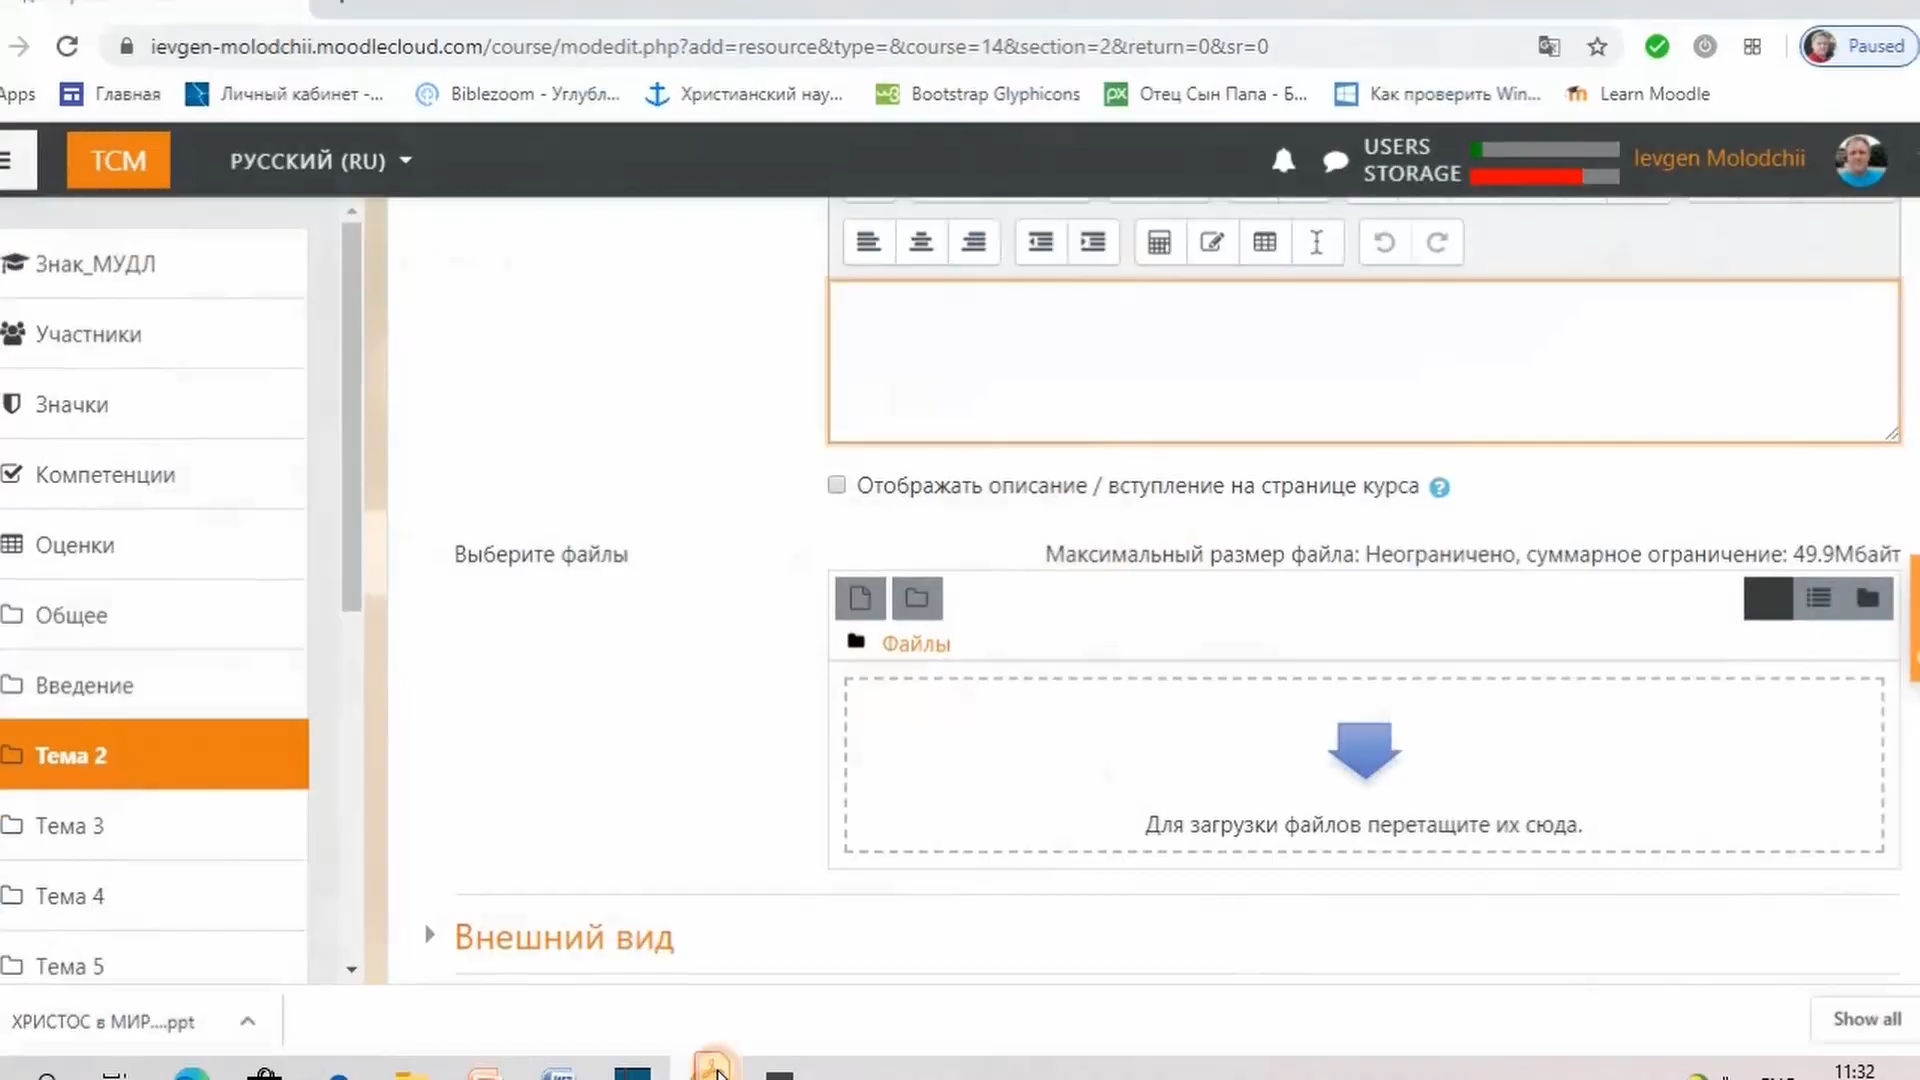 ievgen-molodchii.moodlecloud.com/course/modedit.php?add=resource&type=&course=14&section=2&return=0&sr=0
Paused
Apps
Главная
Личный кабинет -...
Biblezoom - Углубл...
Христианский нау...
Bootstrap Glyphicons
Отец Сын Папа - Б...
Как проверить Win...
Learn Moodle
TCM
РУССКИЙ (RU)
USERS
STORAGE
Ievgen Molodchii
Знак_МУДЛ
Участники
Значки
Компетенции
Оценки
Общее
Введение
Тема 2
Тема 3
Тема 4
Тема 5
Отображать описание / вступление на странице курса
Выберите файлы
Максимальный размер файла: Неограничено, суммарное ограничение: 49.9Мбайт
Файлы
Для загрузки файлов перетащите их сюда.
Внешний вид
ХРИСТОС в МИР....ppt
Show all
11:32